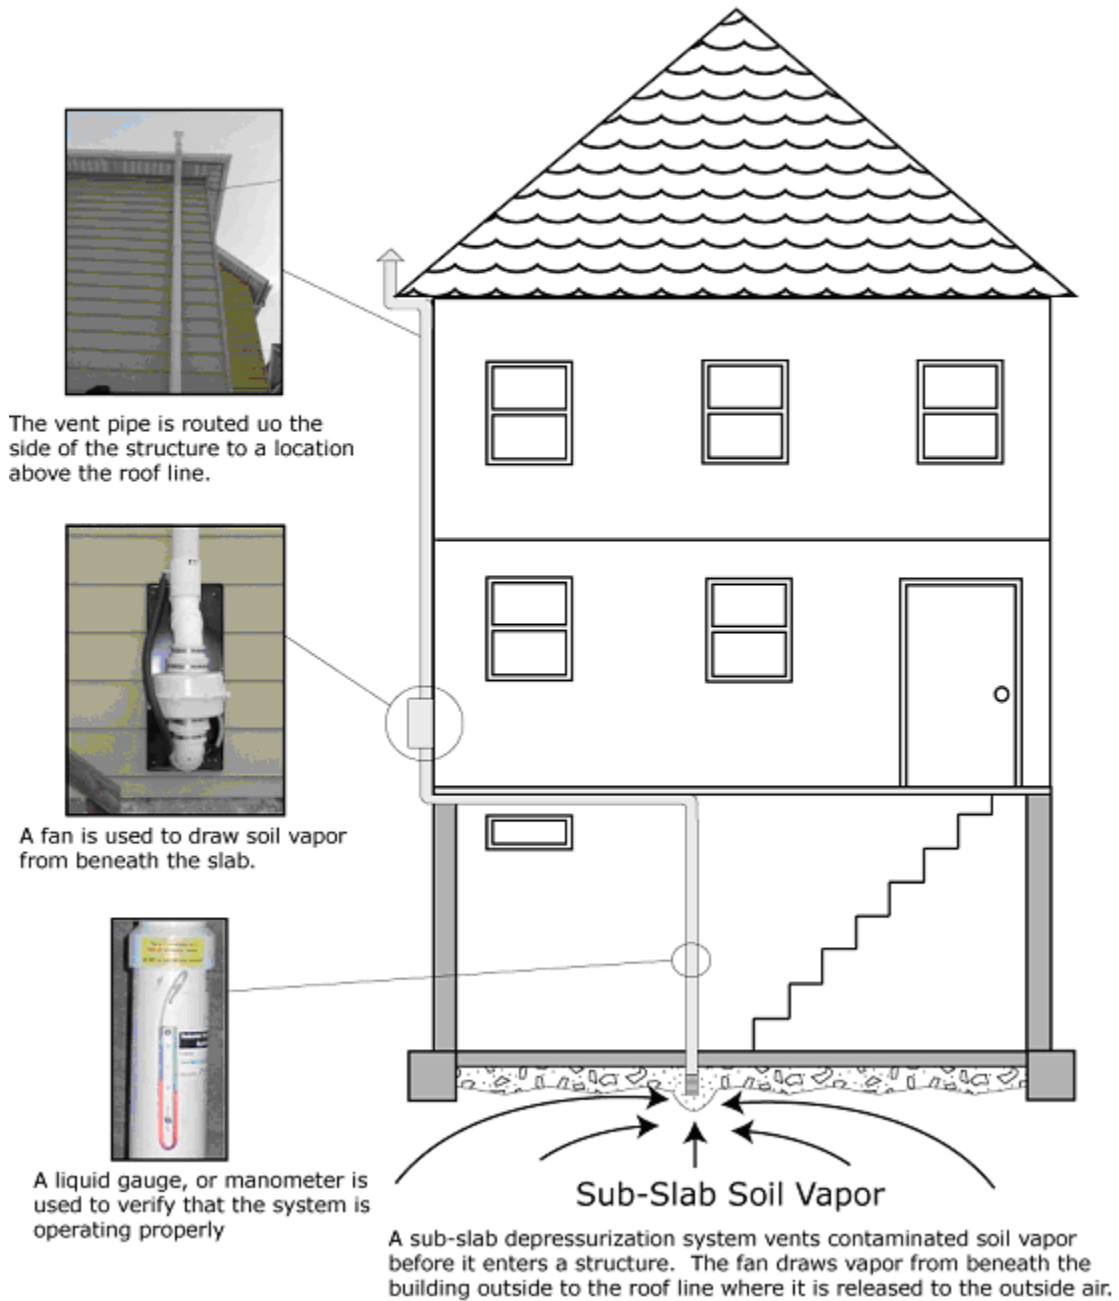 The vent pipe is routed uo the
side of the structure to a location
above the roof line.
A fan is used to draw soil vapor
from beneath the slab.
A liquid gauge, or manometer is
used to verify that the system is
operating properly
Sub-Slab Soil Vapor
A sub-slab depressurization system vents contaminated soil vapor
before it enters a structure.  The fan draws vapor from beneath the
building outside to the roof line where it is released to the outside air.